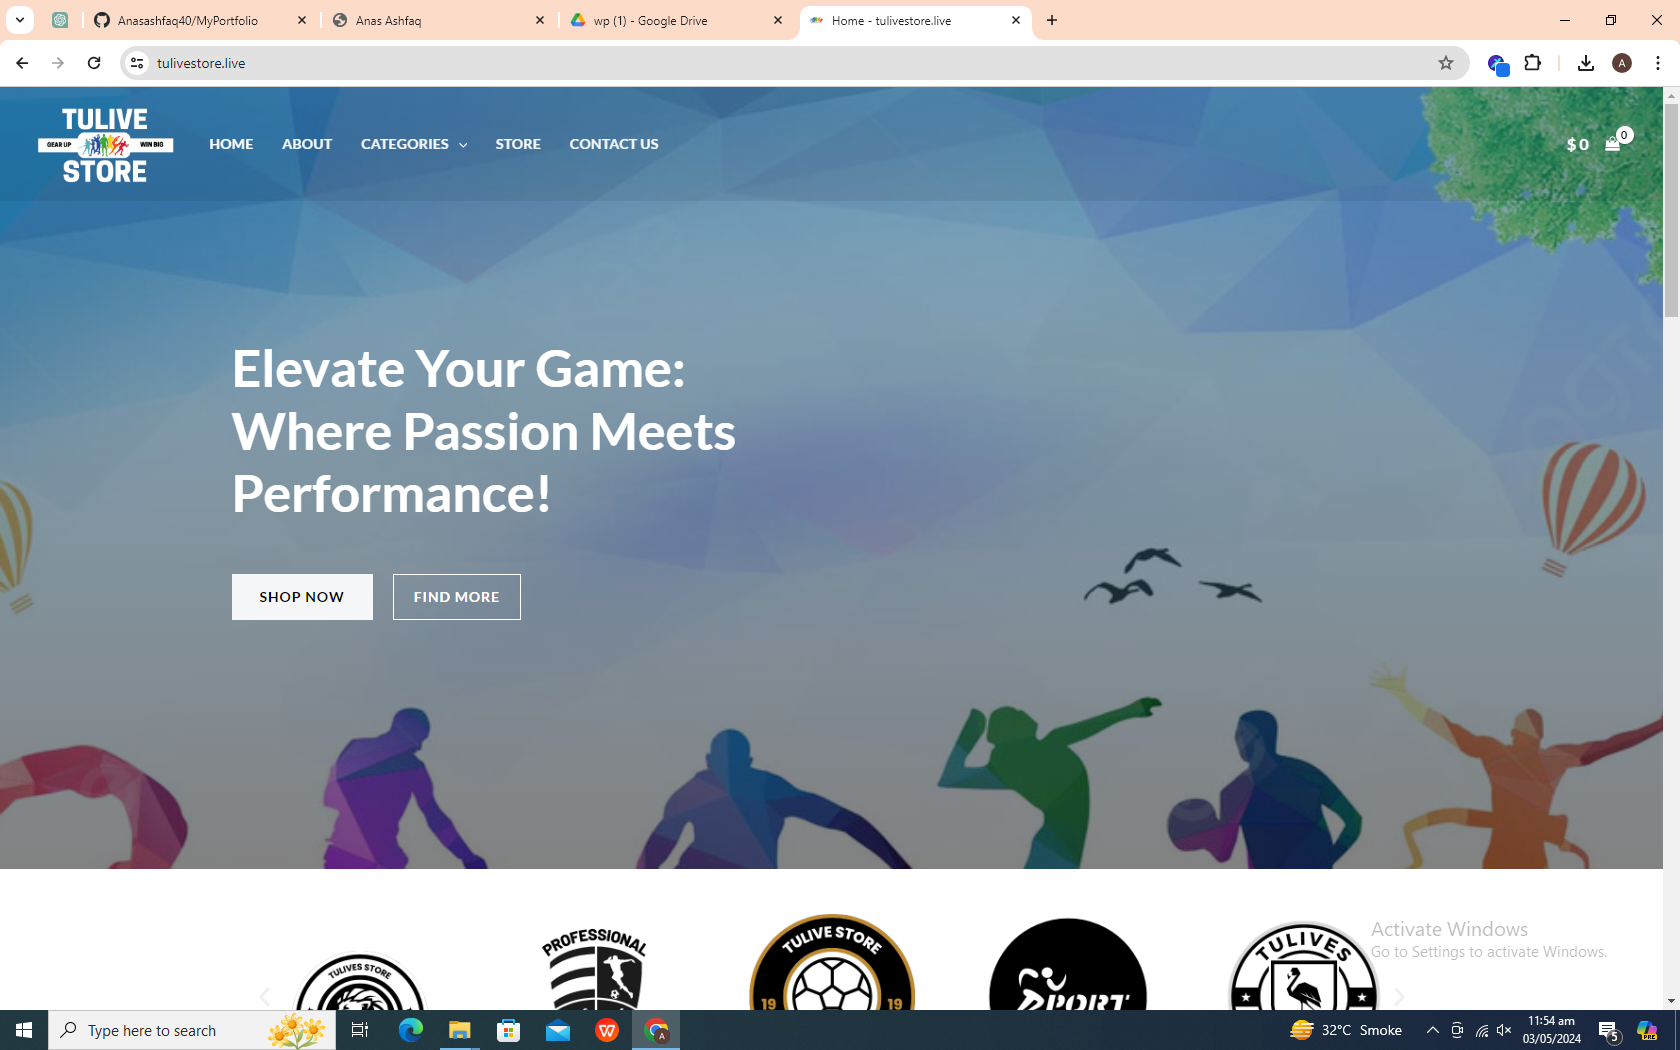 Anasashfaq40/MyPortfolio
Anas Ashfaq
wp (1) - Google Drive
Home - tulivestore.live
tulivestore.live
A
TULIVE
GEAR UP
WIN BIG
STORE
HOME
ABOUT
CATEGORIES
STORE
CONTACT US
$0
0
Elevate Your Game:
Where Passion Meets
Performance!
SHOP NOW
FIND MORE
TULIVES STORE
PROFESSIONAL
TULIVE STORE
19
19
SPORT
TULIVES
Activate Windows
Go to Settings to activate Windows.
Type here to search
A
32°C Smoke
11:54 am
03/05/2024
5
PRE